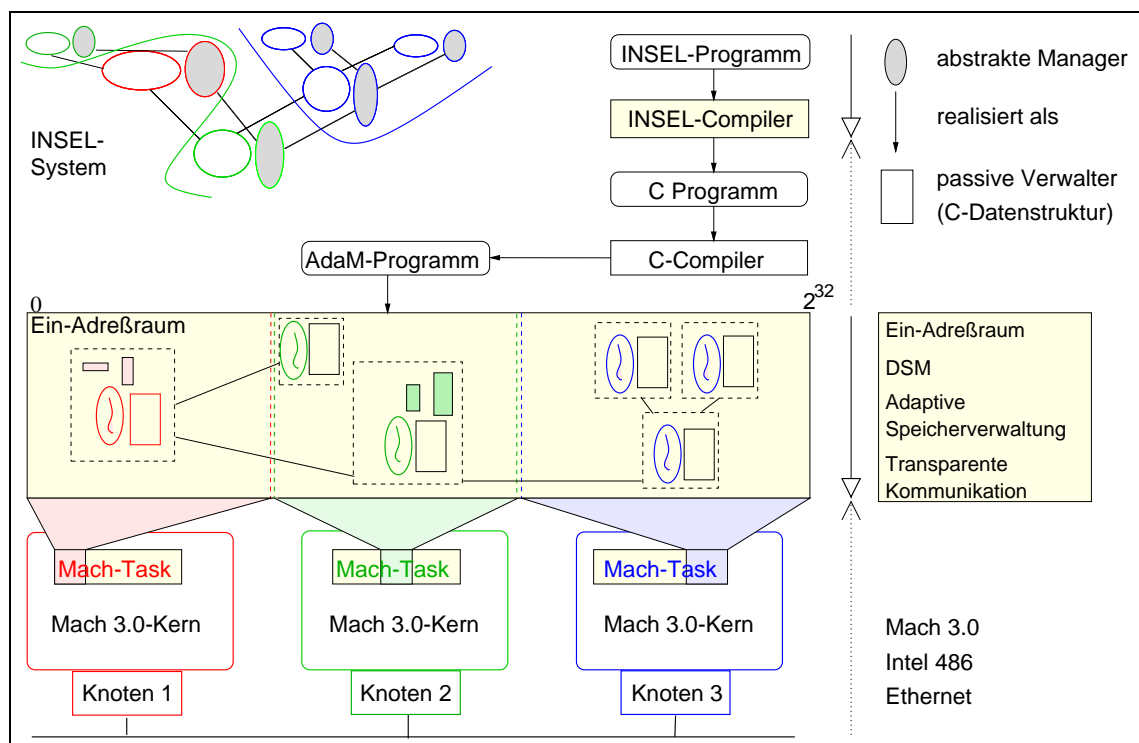 INSEL-
System
INSEL-Programm
INSEL-Compiler
C Programm
C-Compiler
AdaM-Programm
abstrakte Manager
realisiert als
passive Verwalter
(C-Datenstruktur)
0
2^32
Ein-Adreßraum
Ein-Adreßraum
DSM
Adaptive
Speicherverwaltung
Transparente
Kommunikation
Mach-Task
Mach-Task
Mach-Task
Mach 3.0-Kern
Mach 3.0-Kern
Mach 3.0-Kern
Knoten 1
Knoten 2
Knoten 3
Mach 3.0
Intel 486
Ethernet